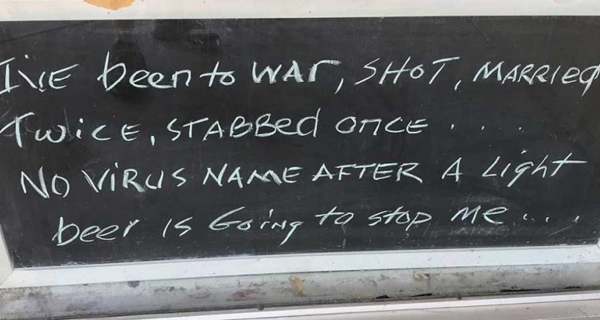 I'VE been to WAr, SHOT, MARRIED
Twice, STABBed once ....
NO VIRUS NAME AFTER A Light
beer IS Going to stop me ....